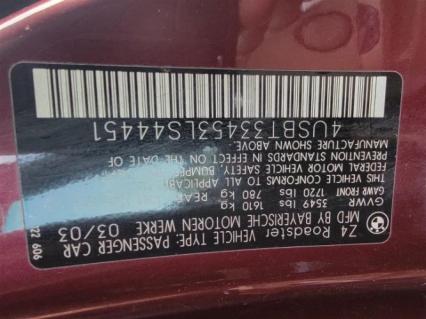 Z4 Roadster
MFD BY BAYERISCHE MOTOREN WERKE 03/03
VEHICLE TYPE: PASSENGER CAR
GVWR 3549 lbs 1610 kg
GAWR FRONT 1720 lbs 780 kg REAR
THIS VEHICLE CONFORMS TO ALL APPLICABLE
FEDERAL MOTOR VEHICLE SAFETY, BUMPER
PREVENTION STANDARDS IN EFFECT ON THE DATE OF
MANUFACTURE SHOWN ABOVE
4USBT33453LS44451
22 606